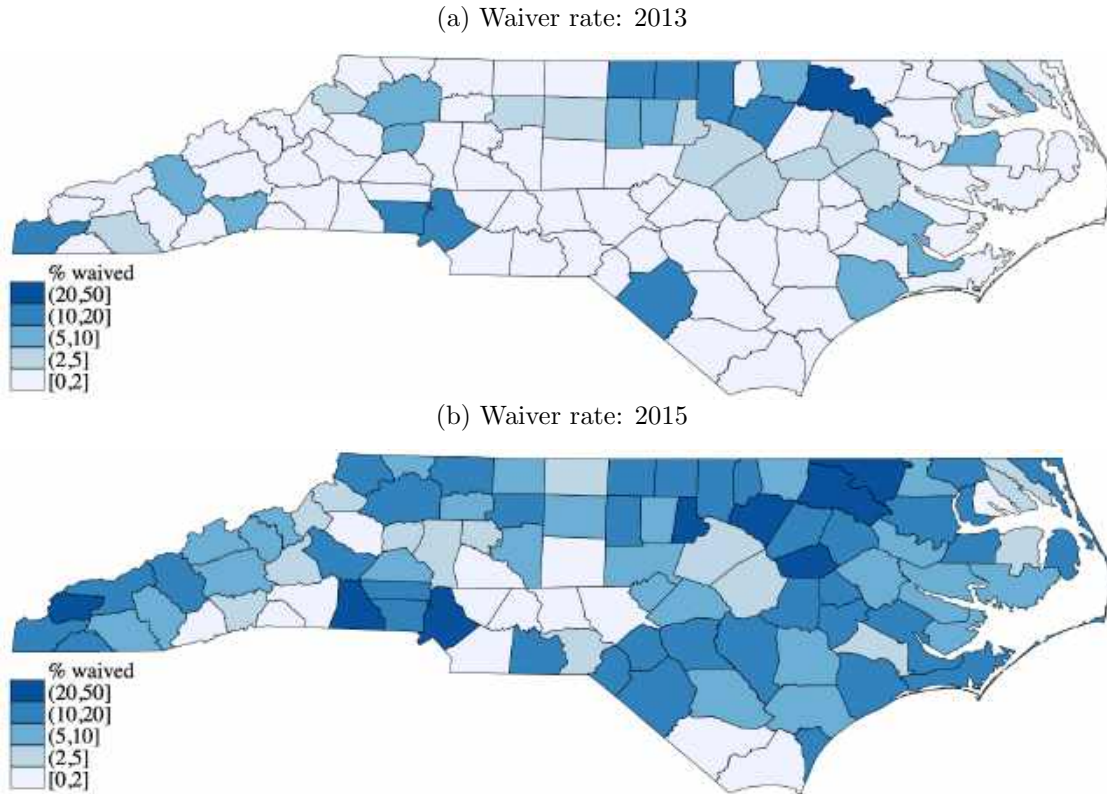 (a) Waiver rate: 2013
% waived
(20,50]
(10,20]
(5,10]
(2,5]
[0,2]
(b) Waiver rate: 2015
% waived
(20,50]
(10,20]
(5,10]
(2,5]
[0,2]